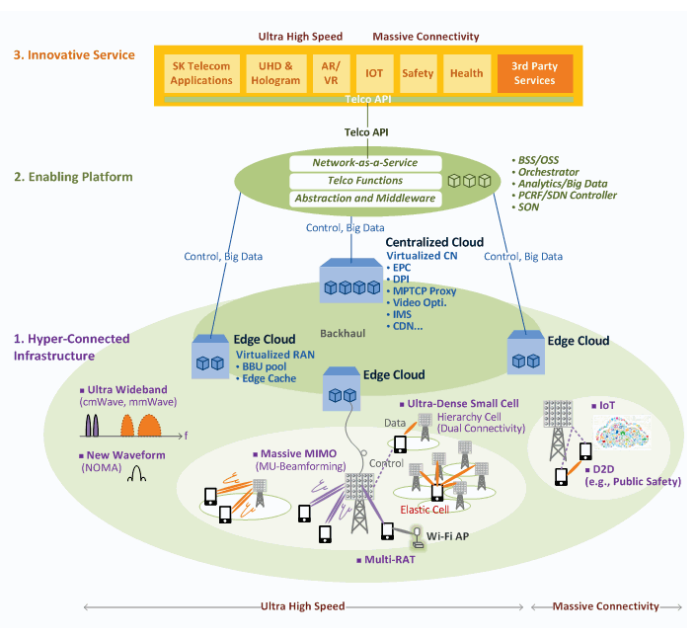 Ultra High Speed
Massive Connectivity
3. Innovative Service
SK Telecom
Applications
UHD &
Hologram
AR/
VR
IOT
Safety
Health
3rd Party
Services
Telco API
Telco API
2. Enabling Platform
Network-as-a-Service
Telco Functions
Abstraction and Middleware
• BSS/OSS
• Orchestrator
• Analytics/Big Data
• PCRF/SDN Controller
• SON
Control, Big Data
Control, Big Data
Control, Big Data
Centralized Cloud
Virtualized CN
• EPC
• DPI
• MPTCP Proxy
• Video Opti.
• IMS
• CDN...
Backhaul
1. Hyper-Connected
Infrastructure
Edge Cloud
Virtualized RAN
• BBU pool
• Edge Cache
Edge Cloud
Edge Cloud
■ Ultra Wideband
(cmWave, mmWave)
f
■ New Waveform
(NOMA)
■ Massive MIMO
(MU-Beamforming)
■ Ultra-Dense Small Cell
Hierarchy Cell
(Dual Connectivity)
Data
Control
Elastic Cell
Wi-Fi AP
■ Multi-RAT
■ IoT
■ D2D
(e.g., Public Safety)
Ultra High Speed
Massive Connectivity